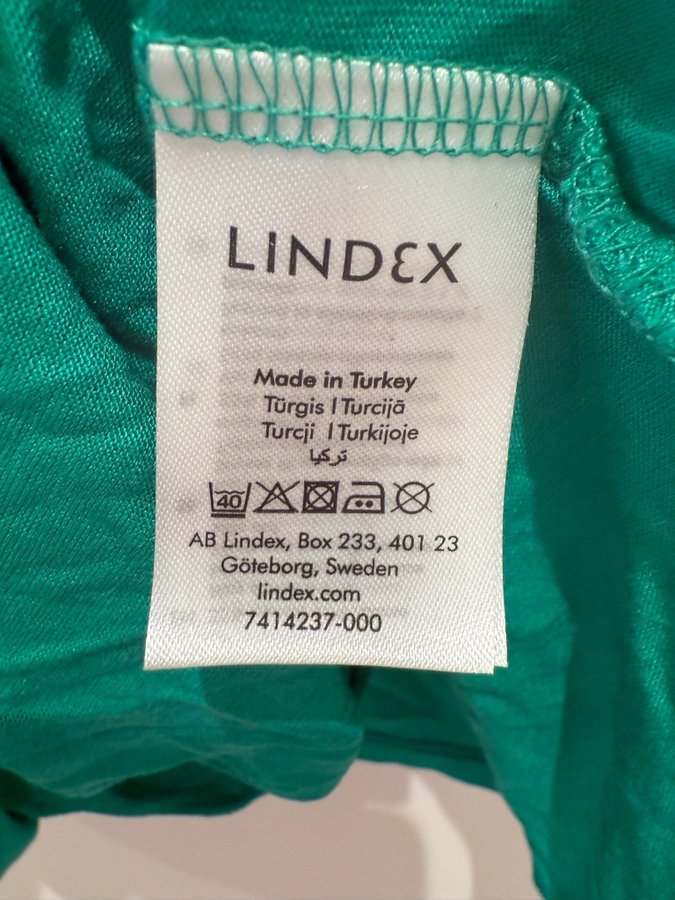 LINDEX
Made in Turkey
Türgis | Turcijā
Turcji | Turkijoje
تركيا
40
AB Lindex, Box 233, 401 23
Göteborg, Sweden
lindex.com
7414237-000